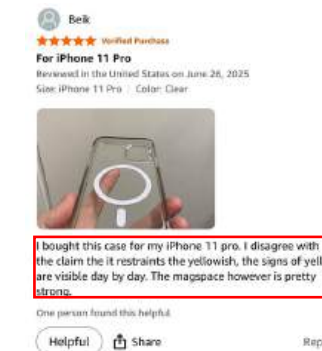 Beik
Verified Purchase
For iPhone 11 Pro
Reviewed in the United States on June 26, 2025
Size: iPhone 11 Pro | Color: Clear
I bought this case for my iPhone 11 pro. I disagree with
the claim the it restraints the yellowish, the signs of yell
are visible day by day. The magspace however is pretty
strong.
One person found this helpful
Helpful
Share
Rep